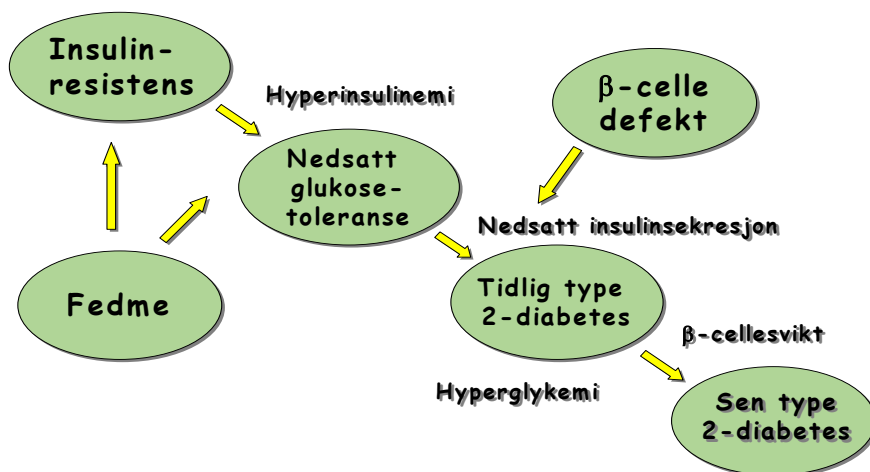 Insulin-
resistens
Hyperinsulinemi
β-celle
defekt
Nedsatt
glukose-
toleranse
Nedsatt insulinsekresjon
Fedme
Tidlig type
2-diabetes
β-cellesvikt
Hyperglykemi
Sen type
2-diabetes